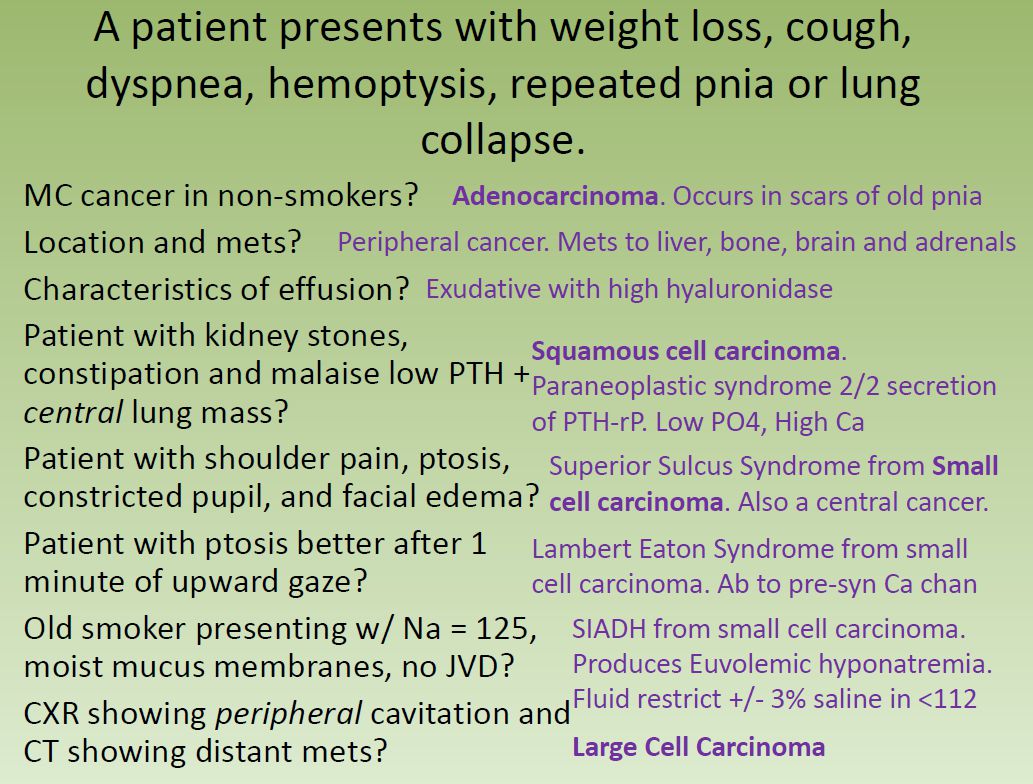 A patient presents with weight loss, cough,
dyspnea, hemoptysis, repeated pnia or lung
collapse.
MC cancer in non-smokers? Adenocarcinoma. Occurs in scars of old pnia
Location and mets? Peripheral cancer. Mets to liver, bone, brain and adrenals
Characteristics of effusion? Exudative with high hyaluronidase
Patient with kidney stones,
constipation and malaise low PTH +
central lung mass?
Squamous cell carcinoma.
Paraneoplastic syndrome 2/2 secretion
of PTH-rP. Low PO4, High Ca
Patient with shoulder pain, ptosis,
constricted pupil, and facial edema?
Superior Sulcus Syndrome from Small
cell carcinoma. Also a central cancer.
Patient with ptosis better after 1
minute of upward gaze?
Lambert Eaton Syndrome from small
cell carcinoma. Ab to pre-syn Ca chan
Old smoker presenting w/ Na = 125,
moist mucus membranes, no JVD?
SIADH from small cell carcinoma.
Produces Euvolemic hyponatremia.
Fluid restrict +/- 3% saline in <112
CXR showing peripheral cavitation and
CT showing distant mets?
Large Cell Carcinoma